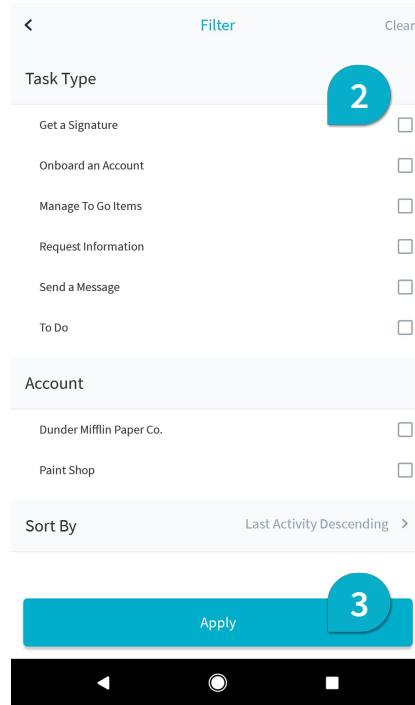 Filter Clear
Task Type
2
Get a Signature
Onboard an Account
Manage To Go Items
Request Information
Send a Message
To Do
Account
Dunder Mifflin Paper Co.
Paint Shop
Sort By Last Activity Descending
3
Apply